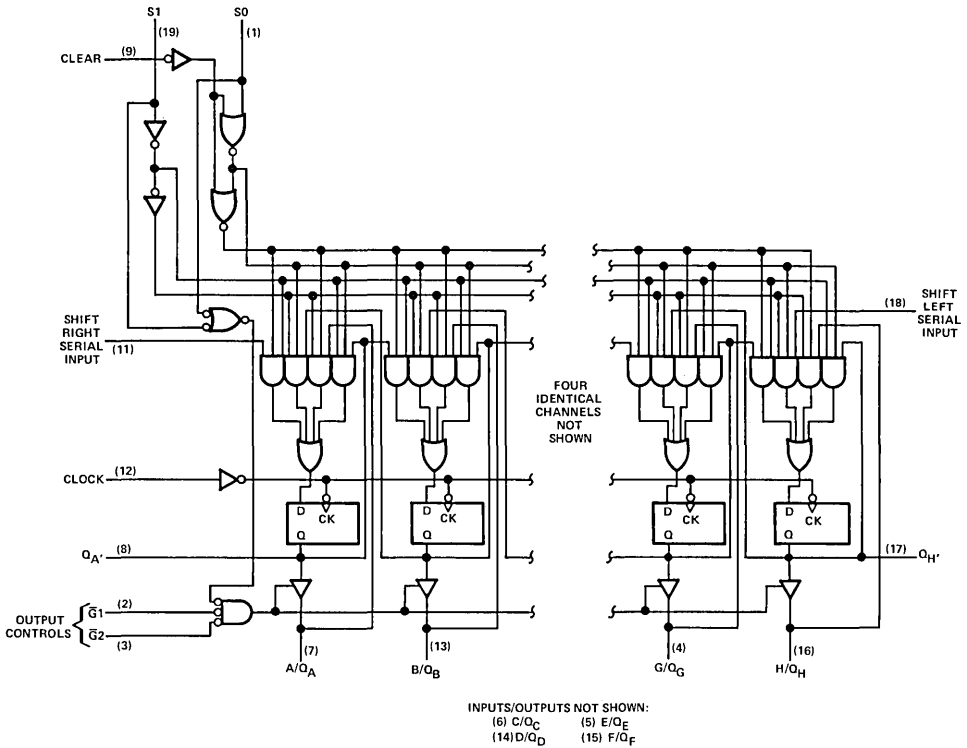 S1 S0
(19) (1)
CLEAR (9)
(18) SHIFT
LEFT
SERIAL
INPUT
SHIFT
RIGHT
SERIAL
INPUT (11)
FOUR
IDENTICAL
CHANNELS
NOT
SHOWN
CLOCK (12)
D CK Q
D CK Q
D CK Q
D CK Q
QA' (8)
(17) QH'
OUTPUT
CONTROLS
G̅1 (2)
G̅2 (3)
(7) (13) (4) (16)
A/QA B/QB G/QG H/QH
INPUTS/OUTPUTS NOT SHOWN:
(6) C/QC (5) E/QE
(14) D/QD (15) F/QF